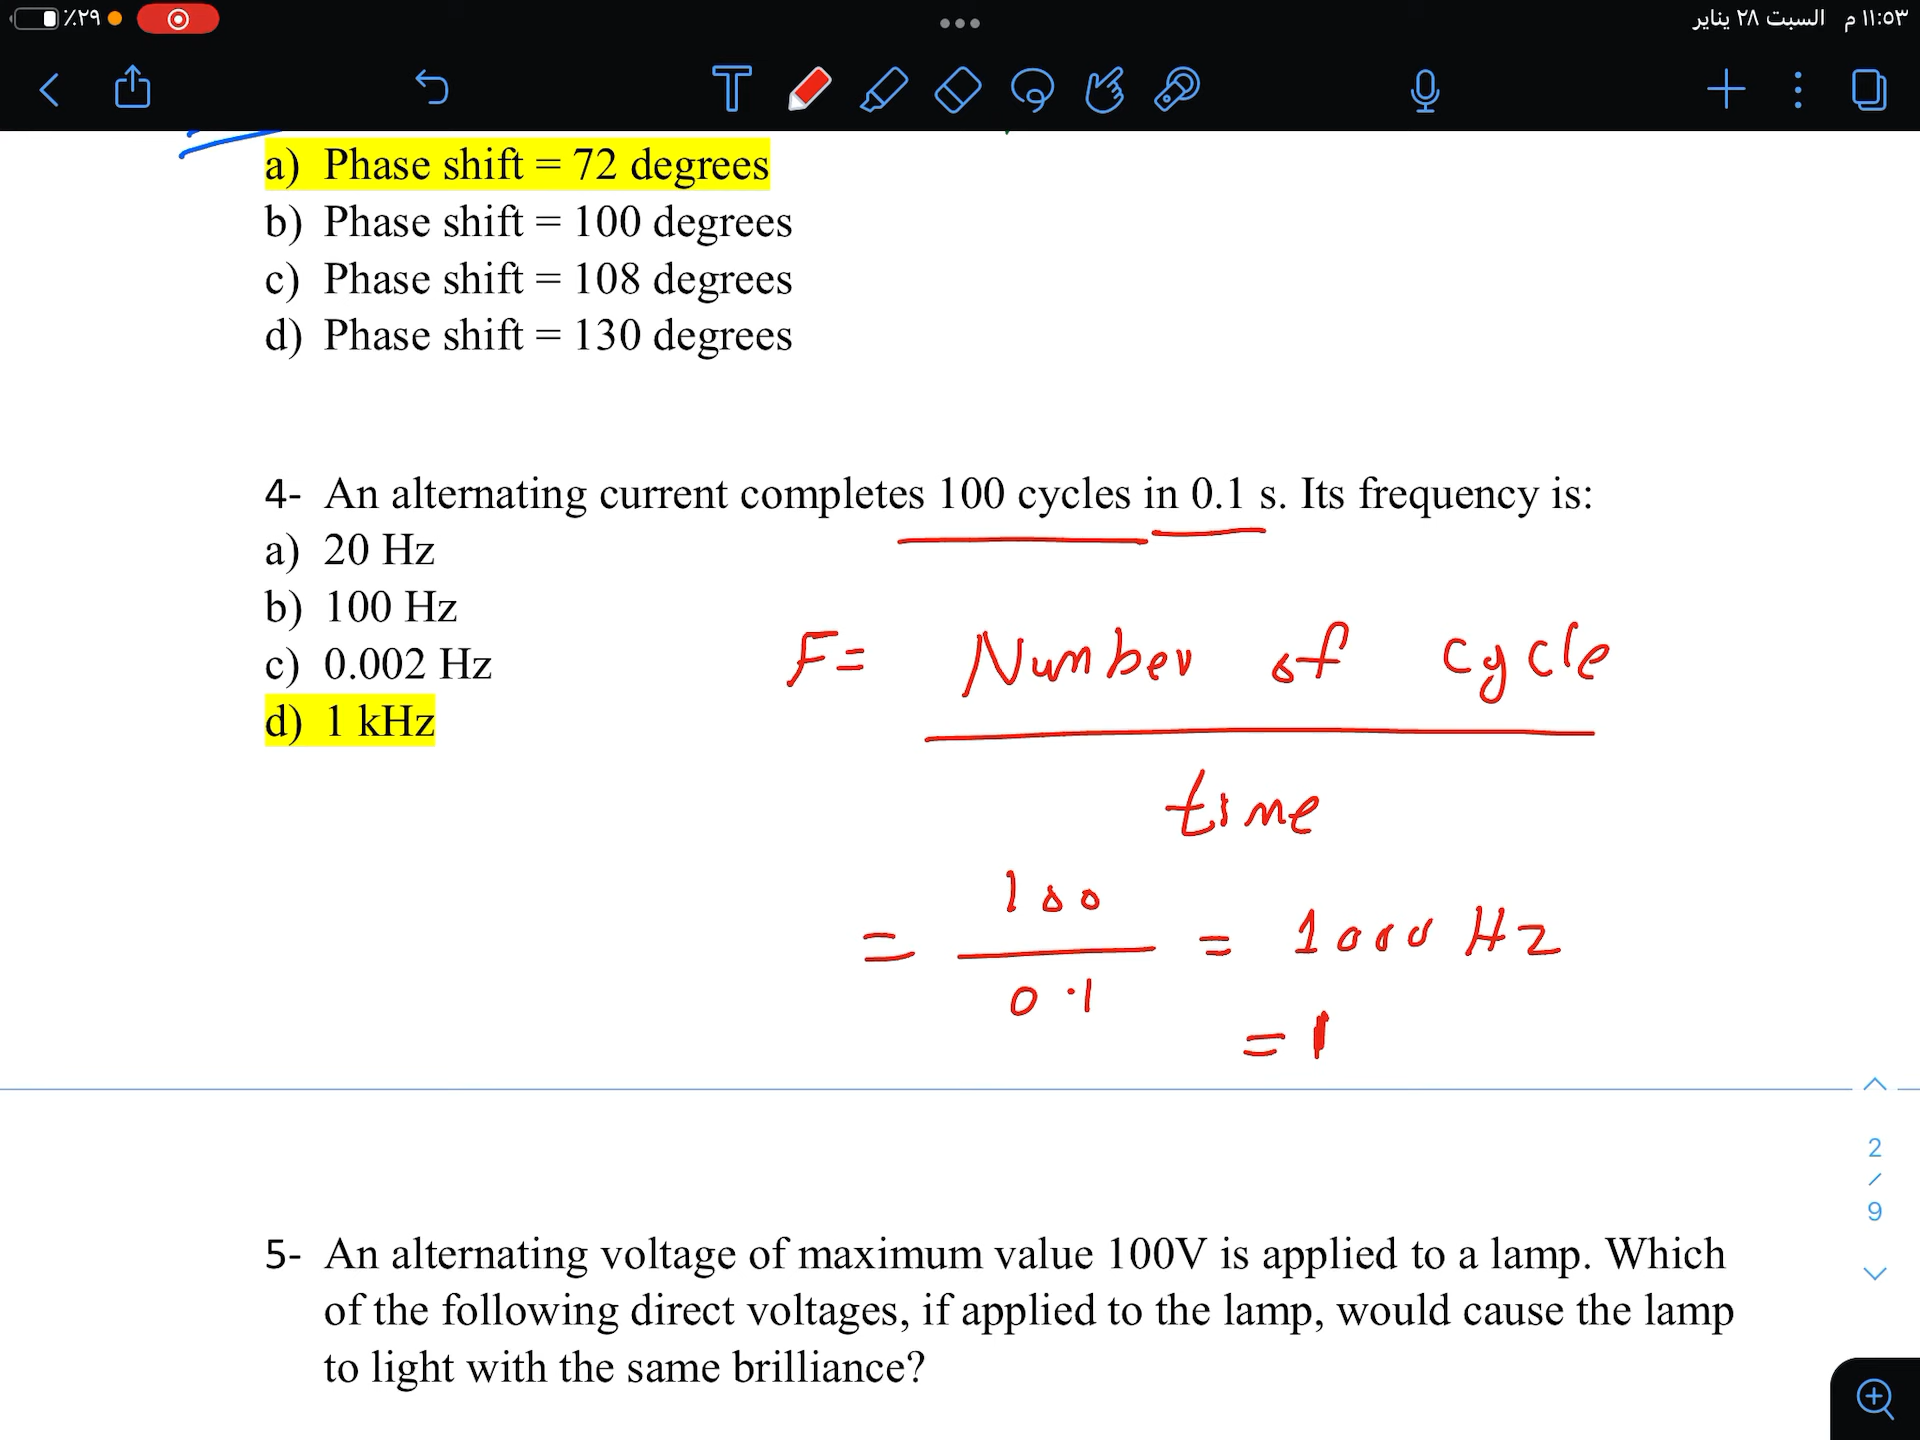 ٪٢٩
١١:٥٣ م السبت ٢٨ يناير
a) Phase shift = 72 degrees
b) Phase shift = 100 degrees
c) Phase shift = 108 degrees
d) Phase shift = 130 degrees
4- An alternating current completes 100 cycles in 0.1 s. Its frequency is:
a) 20 Hz
b) 100 Hz
c) 0.002 Hz
d) 1 kHz
F= Number of cycle
time
= 100
0.1
= 1000 Hz
= 1
2
/
9
5- An alternating voltage of maximum value 100V is applied to a lamp. Which
of the following direct voltages, if applied to the lamp, would cause the lamp
to light with the same brilliance?